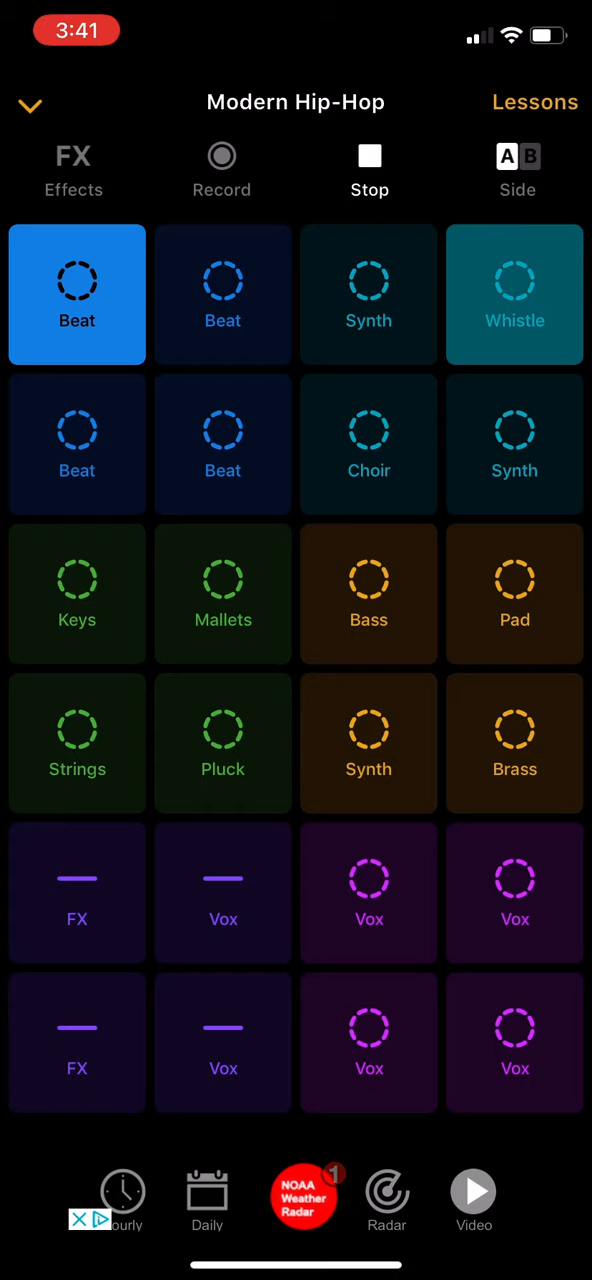 3:41
Modern Hip-Hop
Lessons
FX
A B
Effects
Record
Stop
Side
Beat
Beat
Synth
Whistle
Beat
Beat
Choir
Synth
Keys
Mallets
Bass
Pad
Strings
Pluck
Synth
Brass
FX
Vox
Vox
Vox
FX
Vox
Vox
Vox
1
NOAA
Weather
Radar
ourly
Daily
Radar
Video